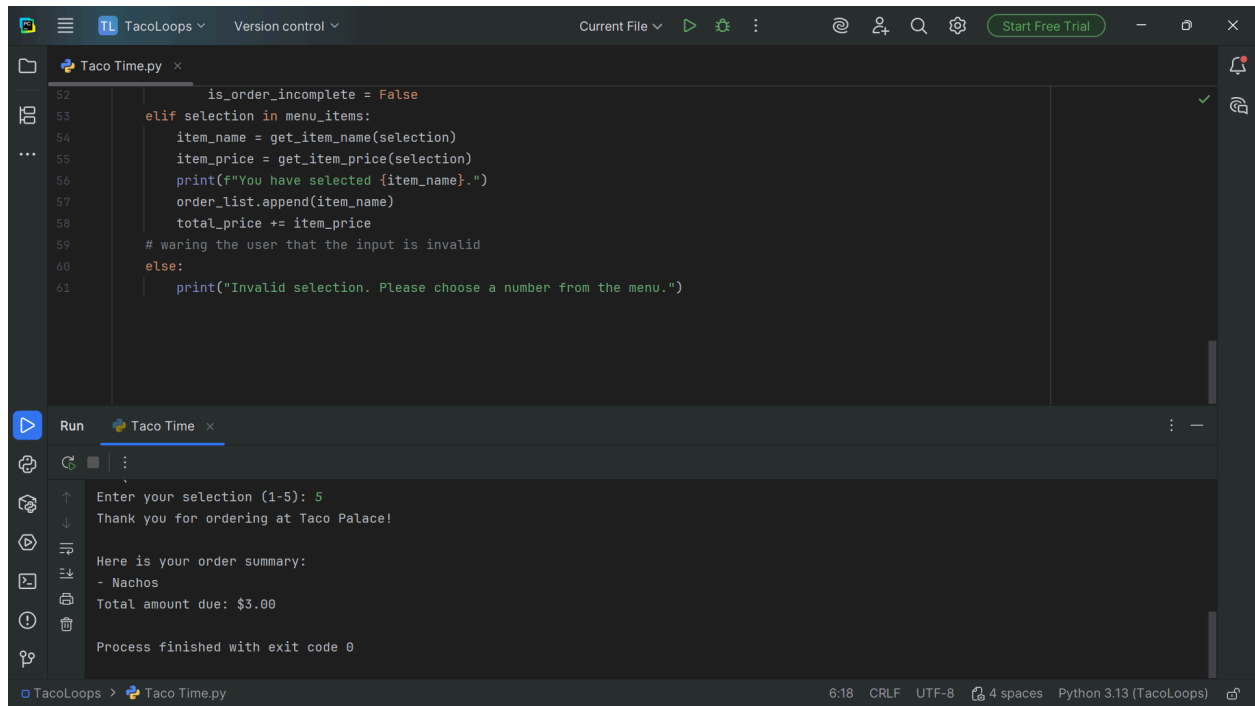 TL TacoLoops Version control Current File Start Free Trial
Taco Time.py
52 is_order_incomplete = False
53 elif selection in menu_items:
54 item_name = get_item_name(selection)
55 item_price = get_item_price(selection)
56 print(f"You have selected {item_name}.")
57 order_list.append(item_name)
58 total_price += item_price
59 # waring the user that the input is invalid
60 else:
61 print("Invalid selection. Please choose a number from the menu.")
Run Taco Time
Enter your selection (1-5): 5
Thank you for ordering at Taco Palace!
Here is your order summary:
- Nachos
Total amount due: $3.00
Process finished with exit code 0
TacoLoops > Taco Time.py 6:18 CRLF UTF-8 4 spaces Python 3.13 (TacoLoops)